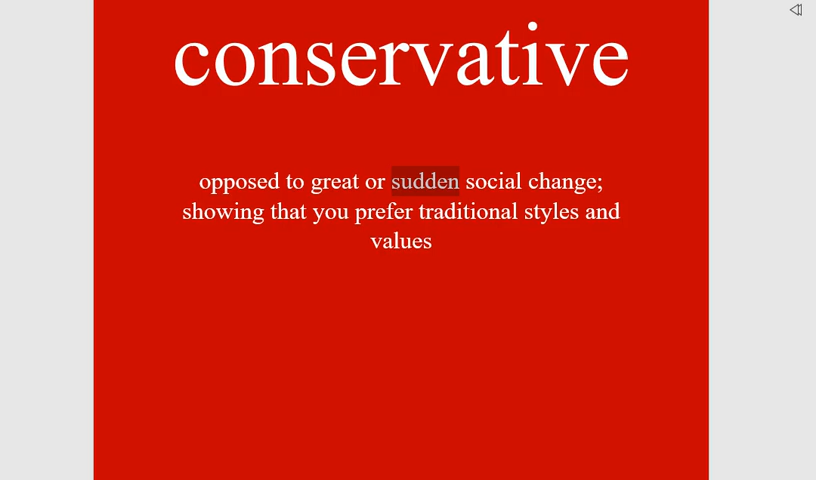 conservative
opposed to great or sudden social change;
showing that you prefer traditional styles and
values